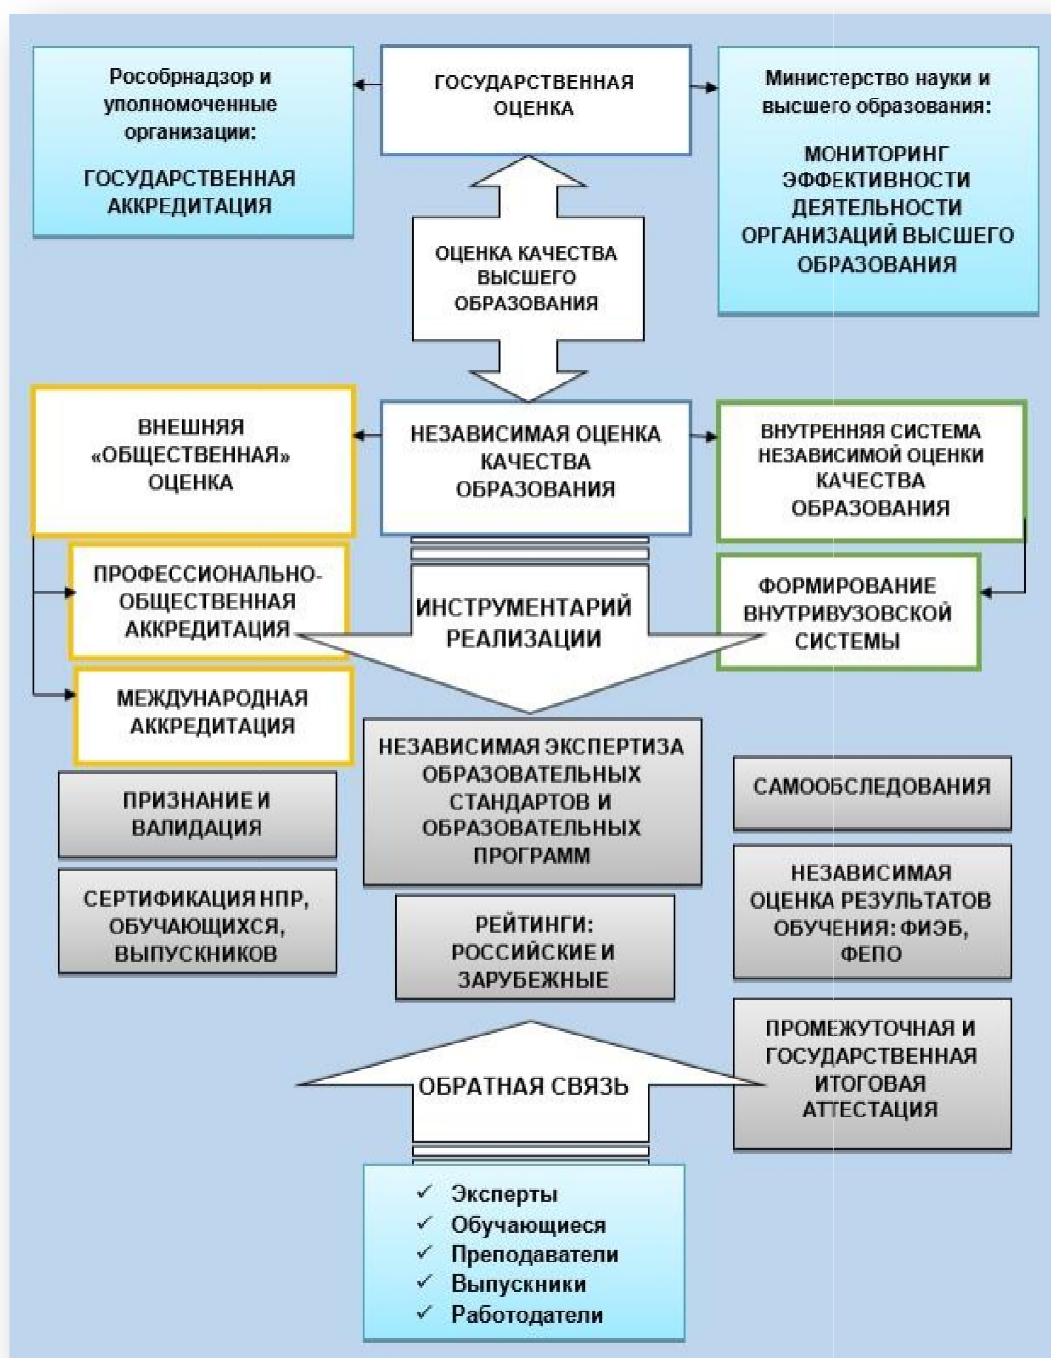 Рособрнадзор и
уполномоченные
организации:
ГОСУДАРСТВЕННАЯ
АККРЕДИТАЦИЯ
ГОСУДАРСТВЕННАЯ
ОЦЕНКА
Министерство науки и
высшего образования:
МОНИТОРИНГ
ЭФФЕКТИВНОСТИ
ДЕЯТЕЛЬНОСТИ
ОРГАНИЗАЦИЙ ВЫСШЕГО
ОБРАЗОВАНИЯ
ОЦЕНКА КАЧЕСТВА
ВЫСШЕГО
ОБРАЗОВАНИЯ
ВНЕШНЯЯ
«ОБЩЕСТВЕННАЯ»
ОЦЕНКА
НЕЗАВИСИМАЯ ОЦЕНКА
КАЧЕСТВА
ОБРАЗОВАНИЯ
ВНУТРЕННЯЯ СИСТЕМА
НЕЗАВИСИМОЙ ОЦЕНКИ
КАЧЕСТВА
ОБРАЗОВАНИЯ
ПРОФЕССИОНАЛЬНО-
ОБЩЕСТВЕННАЯ
АККРЕДИТАЦИЯ
ИНСТРУМЕНТАРИЙ
РЕАЛИЗАЦИИ
ФОРМИРОВАНИЕ
ВНУТРИВУЗОВСКОЙ
СИСТЕМЫ
МЕЖДУНАРОДНАЯ
АККРЕДИТАЦИЯ
НЕЗАВИСИМАЯ ЭКСПЕРТИЗА
ОБРАЗОВАТЕЛЬНЫХ
СТАНДАРТОВ И
ОБРАЗОВАТЕЛЬНЫХ
ПРОГРАММ
ПРИЗНАНИЕ И
ВАЛИДАЦИЯ
САМООБСЛЕДОВАНИЯ
СЕРТИФИКАЦИЯ НПР,
ОБУЧАЮЩИХСЯ,
ВЫПУСКНИКОВ
РЕЙТИНГИ:
РОССИЙСКИЕ И
ЗАРУБЕЖНЫЕ
НЕЗАВИСИМАЯ
ОЦЕНКА РЕЗУЛЬТАТОВ
ОБУЧЕНИЯ: ФИЭБ,
ФЕПО
ПРОМЕЖУТОЧНАЯ И
ГОСУДАРСТВЕННАЯ
ИТОГОВАЯ
АТТЕСТАЦИЯ
ОБРАТНАЯ СВЯЗЬ
✓ Эксперты
✓ Обучающиеся
✓ Преподаватели
✓ Выпускники
✓ Работодатели